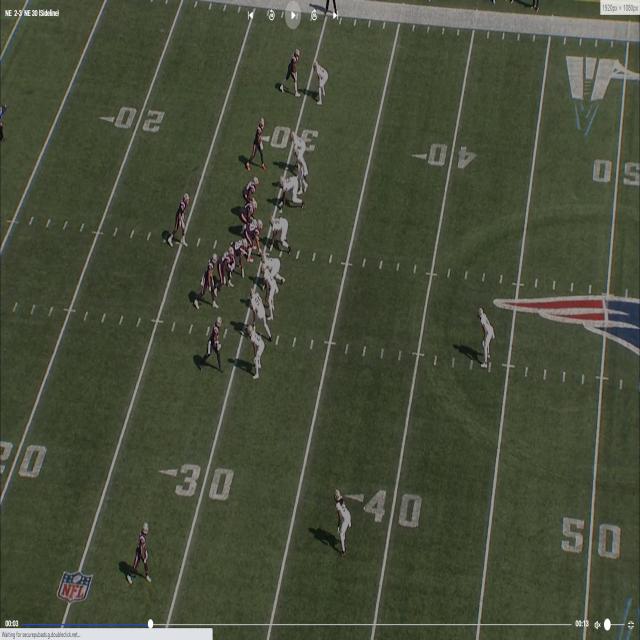 NE 2-3 NE 30 (Sideline)
1920px × 1080px
20
30
40
50
20
30
40
50
NFL
00:03
00:13
Waiting for securepubads.g.doubleclick.net...